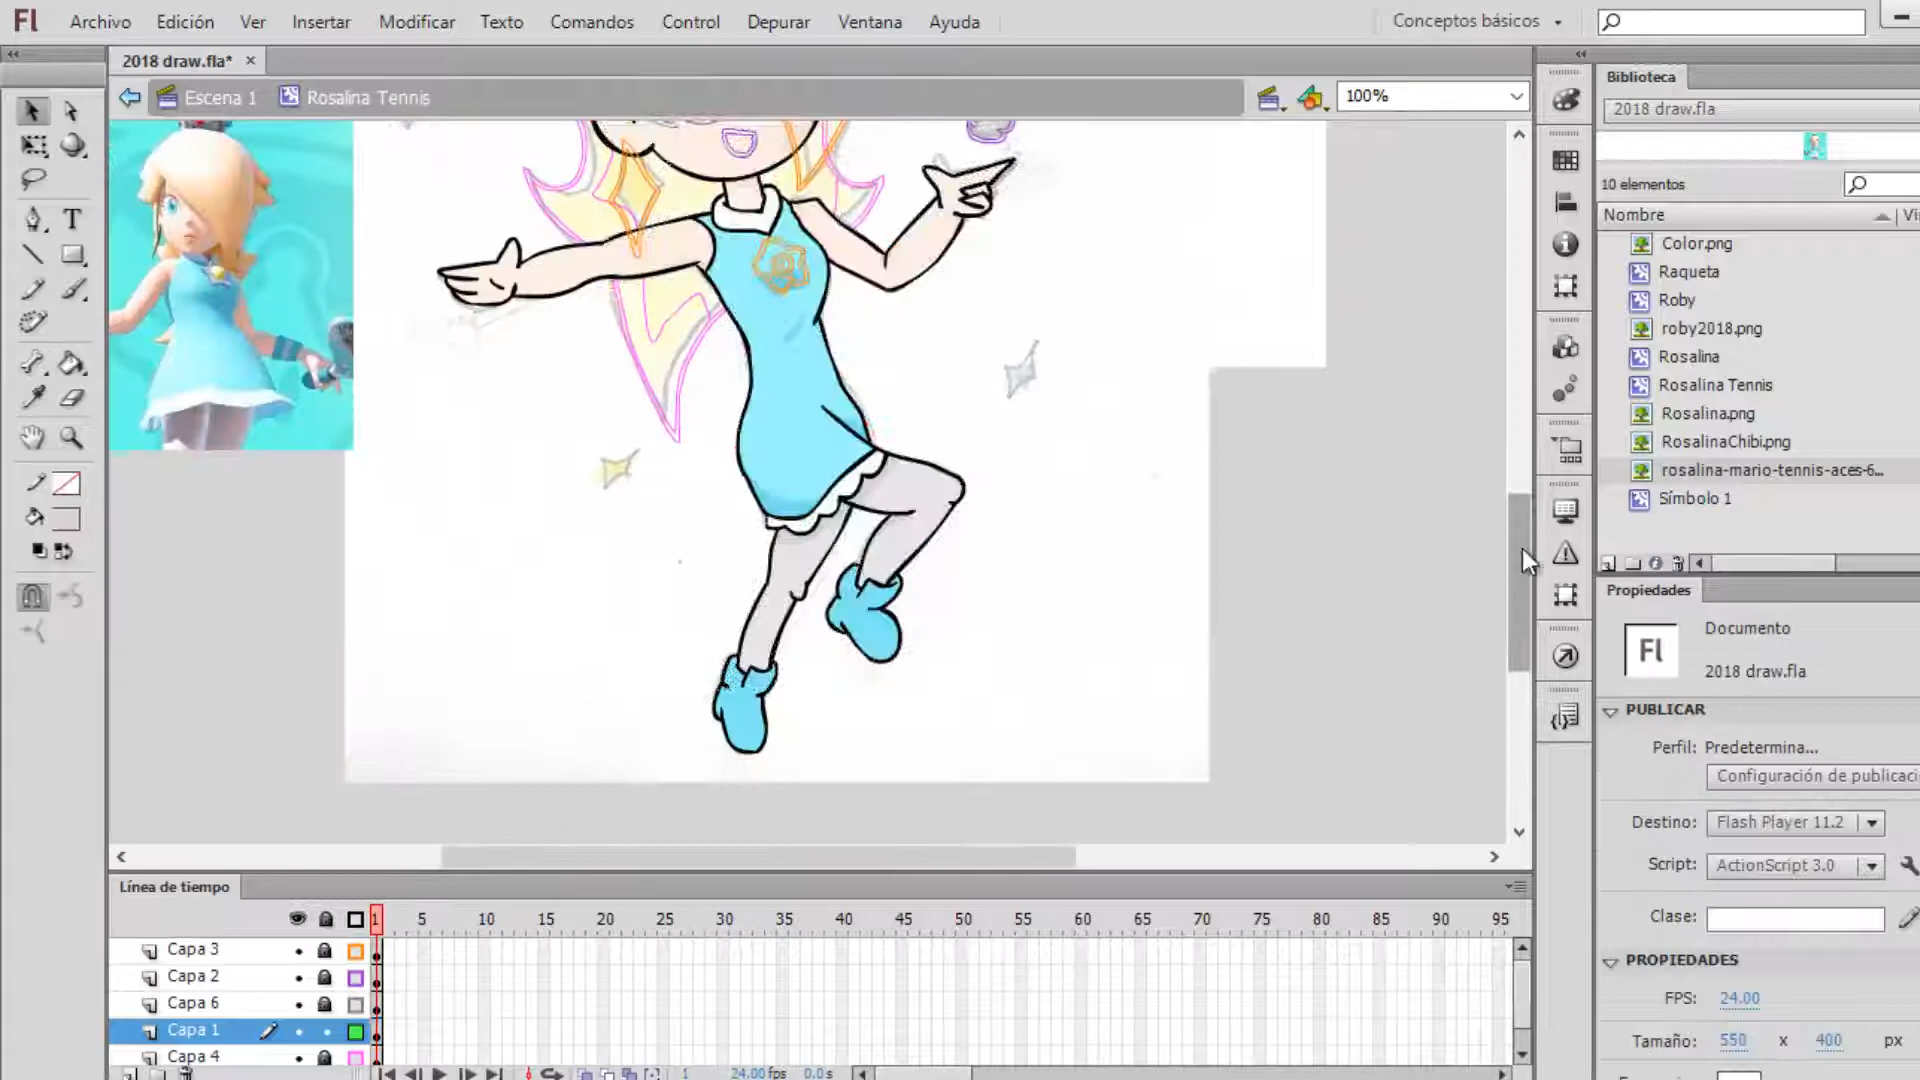 Fl Archivo Edición Ver Insertar Modificar Texto Comandos Control Depurar Ventana Ayuda Conceptos básicos
2018 draw.fla*
Escena 1 Rosalina Tennis 100%
Biblioteca
2018 draw.fla
10 elementos
Nombre
Color.png
Raqueta
Roby
roby2018.png
Rosalina
Rosalina Tennis
Rosalina.png
RosalinaChibi.png
rosalina-mario-tennis-aces-6...
Símbolo 1
Propiedades
Fl
Documento
2018 draw.fla
PUBLICAR
Perfil: Predetermina...
Configuración de publicaci
Destino: Flash Player 11.2
Script: ActionScript 3.0
Clase:
PROPIEDADES
FPS: 24.00
Tamaño: 550 x 400 px
Línea de tiempo
1 5 10 15 20 25 30 35 40 45 50 55 60 65 70 75 80 85 90 95
Capa 3
Capa 2
Capa 6
Capa 1
Capa 4
1 24.00 fps 0.0 s